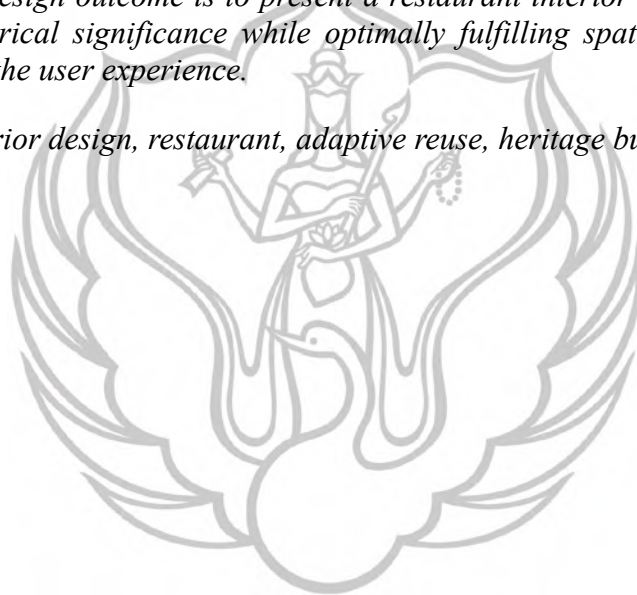 design outcome is to present a restaurant interior
rical significance while optimally fulfilling spat
the user experience.
rior design, restaurant, adaptive reuse, heritage bu